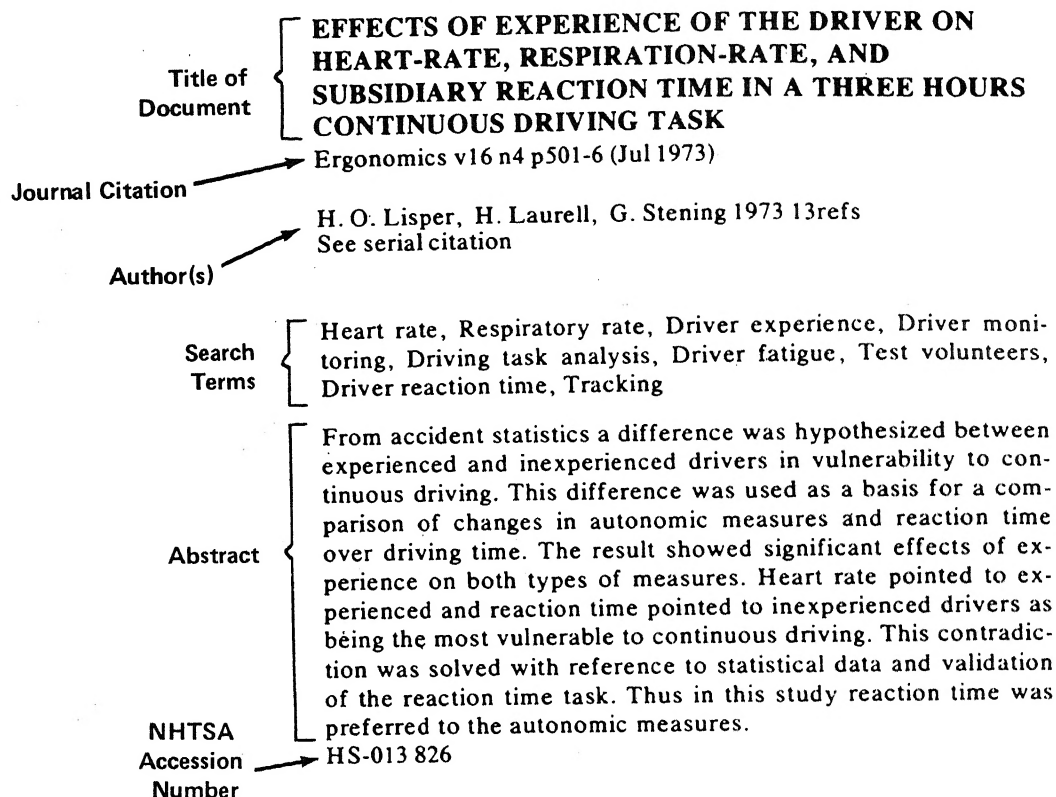 EFFECTS OF EXPERIENCE OF THE DRIVER ON
HEART-RATE, RESPIRATION-RATE, AND
SUBSIDIARY REACTION TIME IN A THREE HOURS
CONTINUOUS DRIVING TASK
Title of
Document
Ergonomics v16 n4 p501-6 (Jul 1973)
Journal Citation
H. O. Lisper, H. Laurell, G. Stening 1973 13refs
See serial citation
Author(s)
Search
Terms
Heart rate, Respiratory rate, Driver experience, Driver moni-
toring, Driving task analysis, Driver fatigue, Test volunteers,
Driver reaction time, Tracking
Abstract
From accident statistics a difference was hypothesized between
experienced and inexperienced drivers in vulnerability to con-
tinuous driving. This difference was used as a basis for a com-
parison of changes in autonomic measures and reaction time
over driving time. The result showed significant effects of ex-
perience on both types of measures. Heart rate pointed to ex-
perienced and reaction time pointed to inexperienced drivers as
being the most vulnerable to continuous driving. This contradic-
tion was solved with reference to statistical data and validation
of the reaction time task. Thus in this study reaction time was
preferred to the autonomic measures.
NHTSA
Accession
Number
HS-013 826